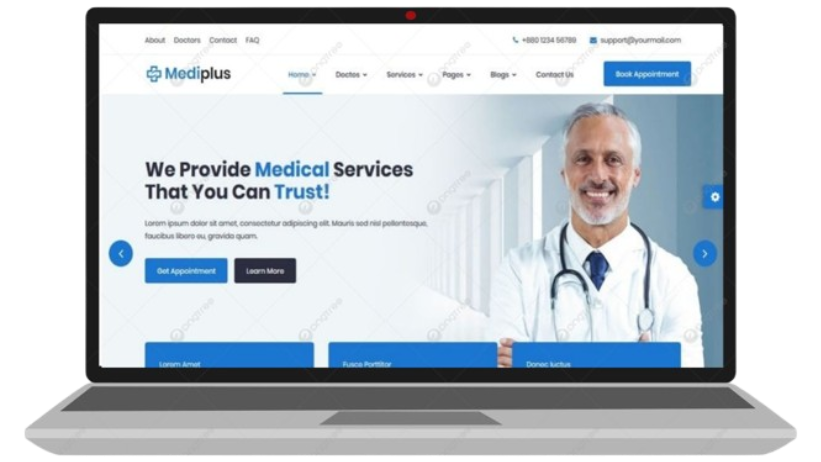 About Doctors Contact FAQ
+880 1234 56789 support@yourmail.com
Mediplus
Home Doctos Services Pages Blogs Contact Us Book Appointment
We Provide Medical Services
That You Can Trust!
Lorem ipsum dolor sit amet, consectetur adipiscing elit. Mauris sed nisl pellentesque,
faucibus libero eu, gravida quam.
Get Appointment Learn More
Lorem Amet Fusce Porttitor Donec luctus
pngtree